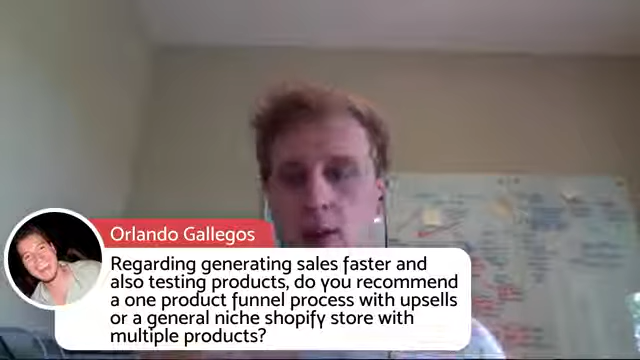 Orlando Gallegos
Regarding generating sales faster and
also testing products, do you recommend
a one product funnel process with upsells
or a general niche shopify store with
multiple products?